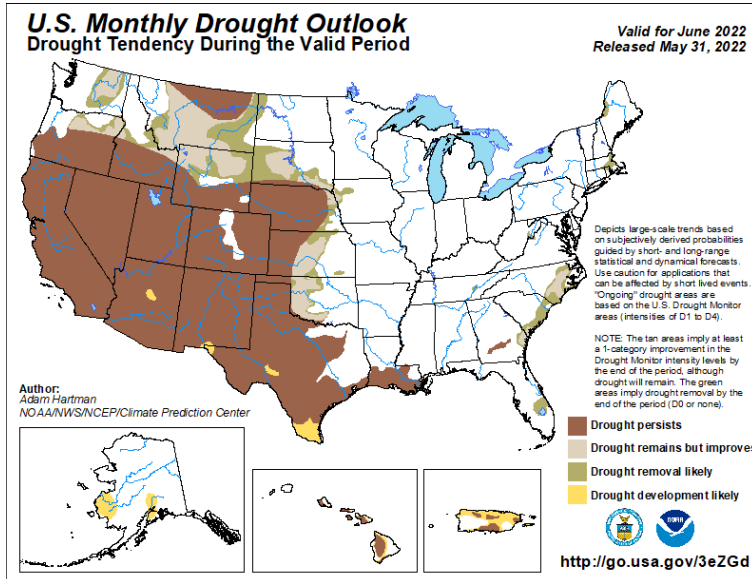 U.S. Monthly Drought Outlook
Drought Tendency During the Valid Period
Valid for June 2022
Released May 31, 2022
Depicts large-scale trends based
on subjectively derived probabilities
guided by short- and long-range
statistical and dynamical forecasts.
Use caution for applications that
can be affected by short lived events.
"Ongoing" drought areas are
based on the U.S. Drought Monitor
areas (intensities of D1 to D4).
NOTE: The tan areas imply at least
a 1-category improvement in the
Drought Monitor intensity levels by
the end of the period, although
drought will remain. The green
areas imply drought removal by the
end of the period (D0 or none).
Author:
Adam Hartman
NOAA/NWS/NCEP/Climate Prediction Center
Drought persists
Drought remains but improves
Drought removal likely
Drought development likely
NOAA
http://go.usa.gov/3eZGd